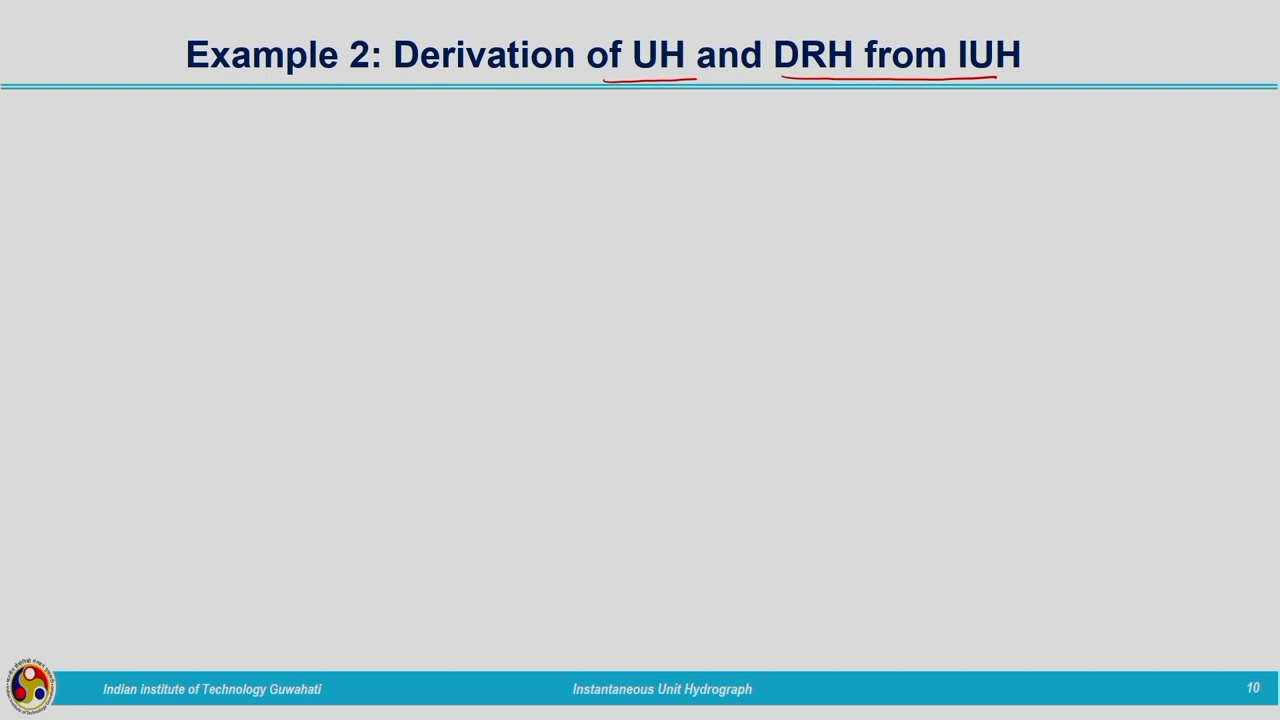 Example 2: Derivation of UH and DRH from IUH
Indian institute of Technology Guwahati
Instantaneous Unit Hydrograph
10